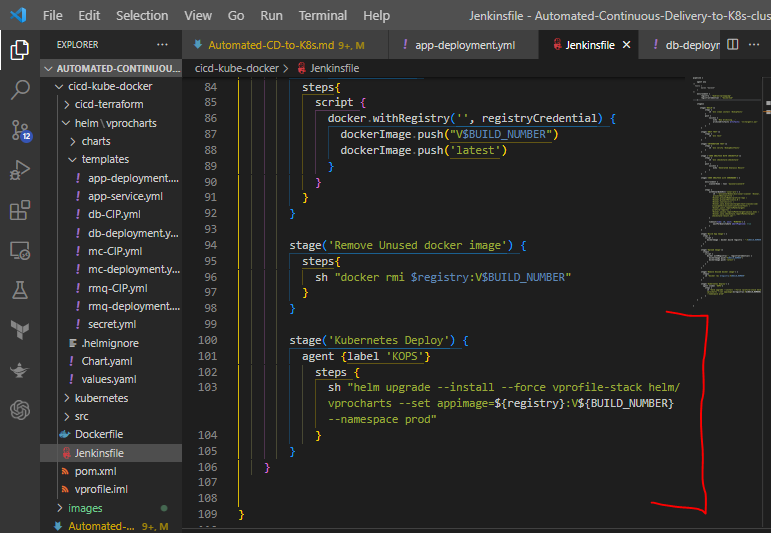 File Edit Selection View Go Run Terminal Help Jenkinsfile - Automated-Continuous-Delivery-to-K8s-clus
EXPLORER ...
Automated-CD-to-K8s.md 9+, M
app-deployment.yml
Jenkinsfile
db-deployn
AUTOMATED-CONTINUOU...
cicd-kube-docker > Jenkinsfile
cicd-kube-docker
cicd-terraform
helm\vprocharts
charts
templates
app-deployment....
app-service.yml
db-CIP.yml
db-deployment.y...
mc-CIP.yml
mc-deployment.y...
rmq-CIP.yml
rmq-deployment....
secret.yml
.helmignore
Chart.yaml
values.yaml
kubernetes
src
Dockerfile
Jenkinsfile
pom.xml
vprofile.iml
images
Automated-... 9+, M
12
84 steps{
85 script {
86 docker.withRegistry('', registryCredential) {
87 dockerImage.push("V$BUILD_NUMBER")
88 dockerImage.push('latest')
89 }
90 }
91 }
92 }
93
94 stage('Remove Unused docker image') {
95 steps{
96 sh "docker rmi $registry:V$BUILD_NUMBER"
97 }
98 }
99
100 stage('Kubernetes Deploy') {
101 agent {label 'KOPS'}
102 steps {
103 sh "helm upgrade --install --force vprofile-stack helm/
vprocharts --set appimage=${registry}:V${BUILD_NUMBER}
--namespace prod"
104 }
105 }
106 }
107
108
109 }